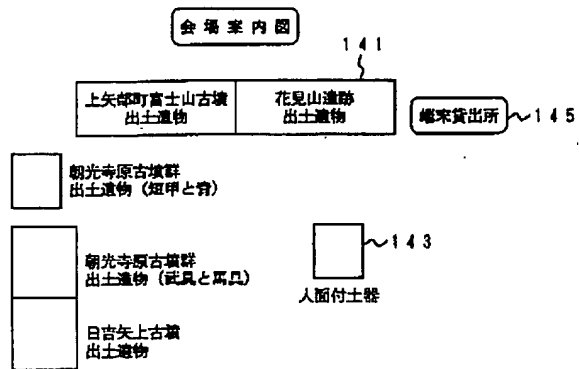 会場案内図
141
上矢部町富士山古墳
出土遺物
花見山遺跡
出土遺物
端末貸出所
145
朝光寺原古墳群
出土遺物（短甲と冑）
朝光寺原古墳群
出土遺物（武具と馬具）
143
人面付土器
日吉矢上古墳
出土遺物